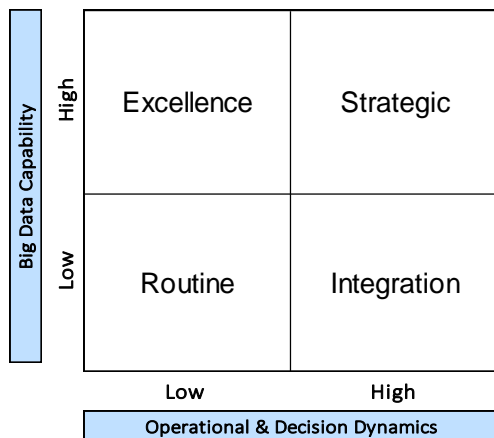 Big Data Capability
High
Low
Excellence
Strategic
Routine
Integration
Low
High
Operational & Decision Dynamics